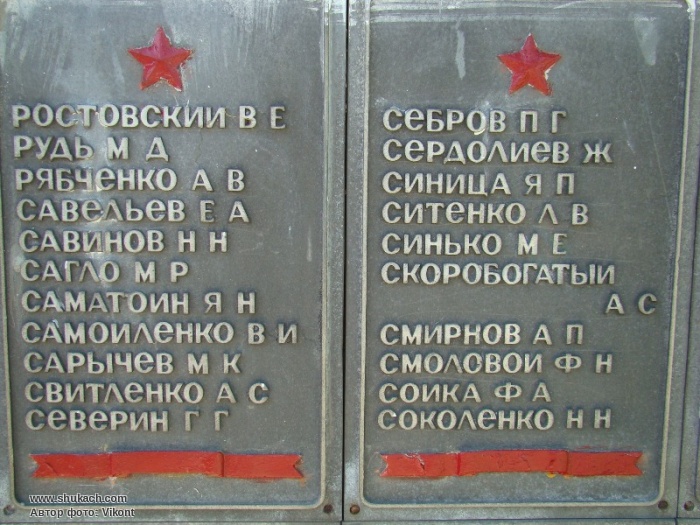 РОСТОВСКИИ В Е
РУДЬ М Д
РЯБЧЕНКО А В
САВЕЛЬЕВ Е А
САВИНОВ Н Н
САГЛО М Р
САМАТОИН Я Н
САМОИЛЕНКО В И
САРЫЧЕВ М К
СВИТЛЕНКО А С
СЕВЕРИН Г Г
СЕБРОВ П Г
СЕРДОЛИЕВ Ж
СИНИЦА Я П
СИТЕНКО Л В
СИНЬКО М Е
СКОРОБОГАТЫИ
А С
СМИРНОВ А П
СМОЛОВОИ Ф Н
СОИКА Ф А
СОКОЛЕНКО Н Н
www.shukach.com
Автор фото: Vikont